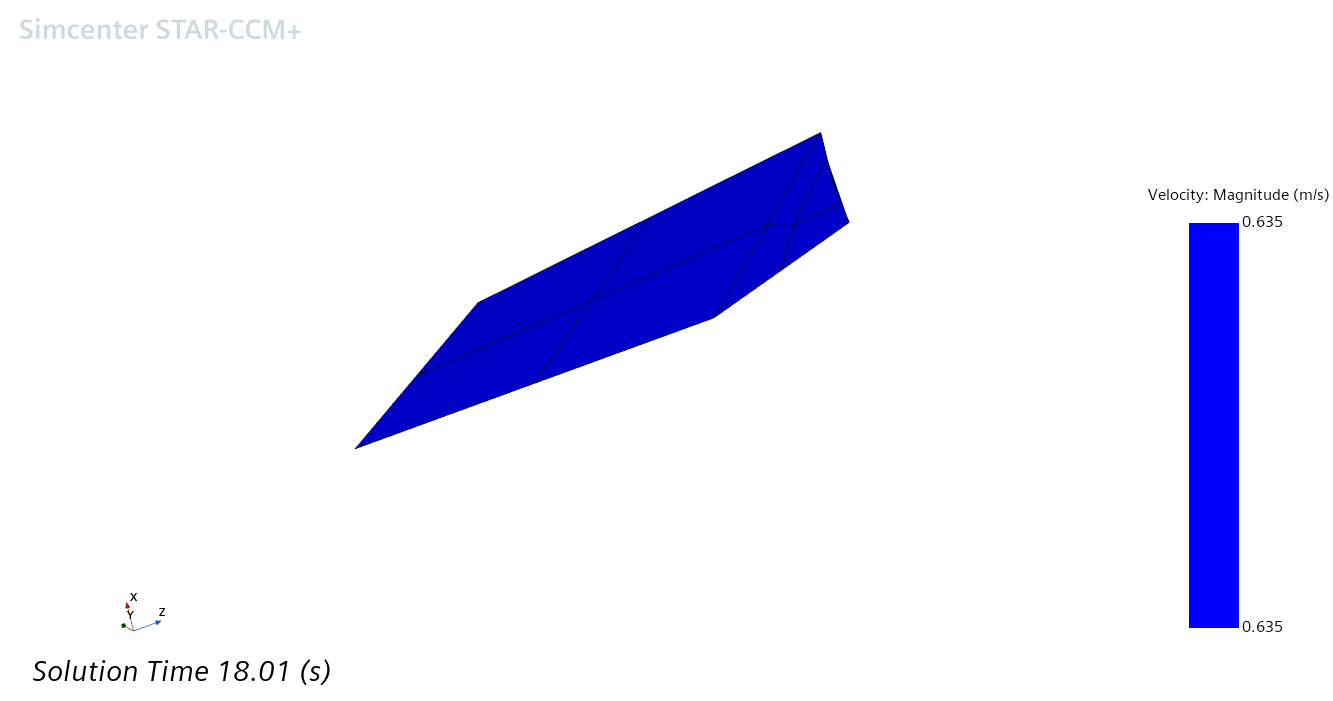 Simcenter STAR-CCM+
Velocity: Magnitude (m/s)
0.635
0.635
X
Y
Z
Solution Time 18.01 (s)